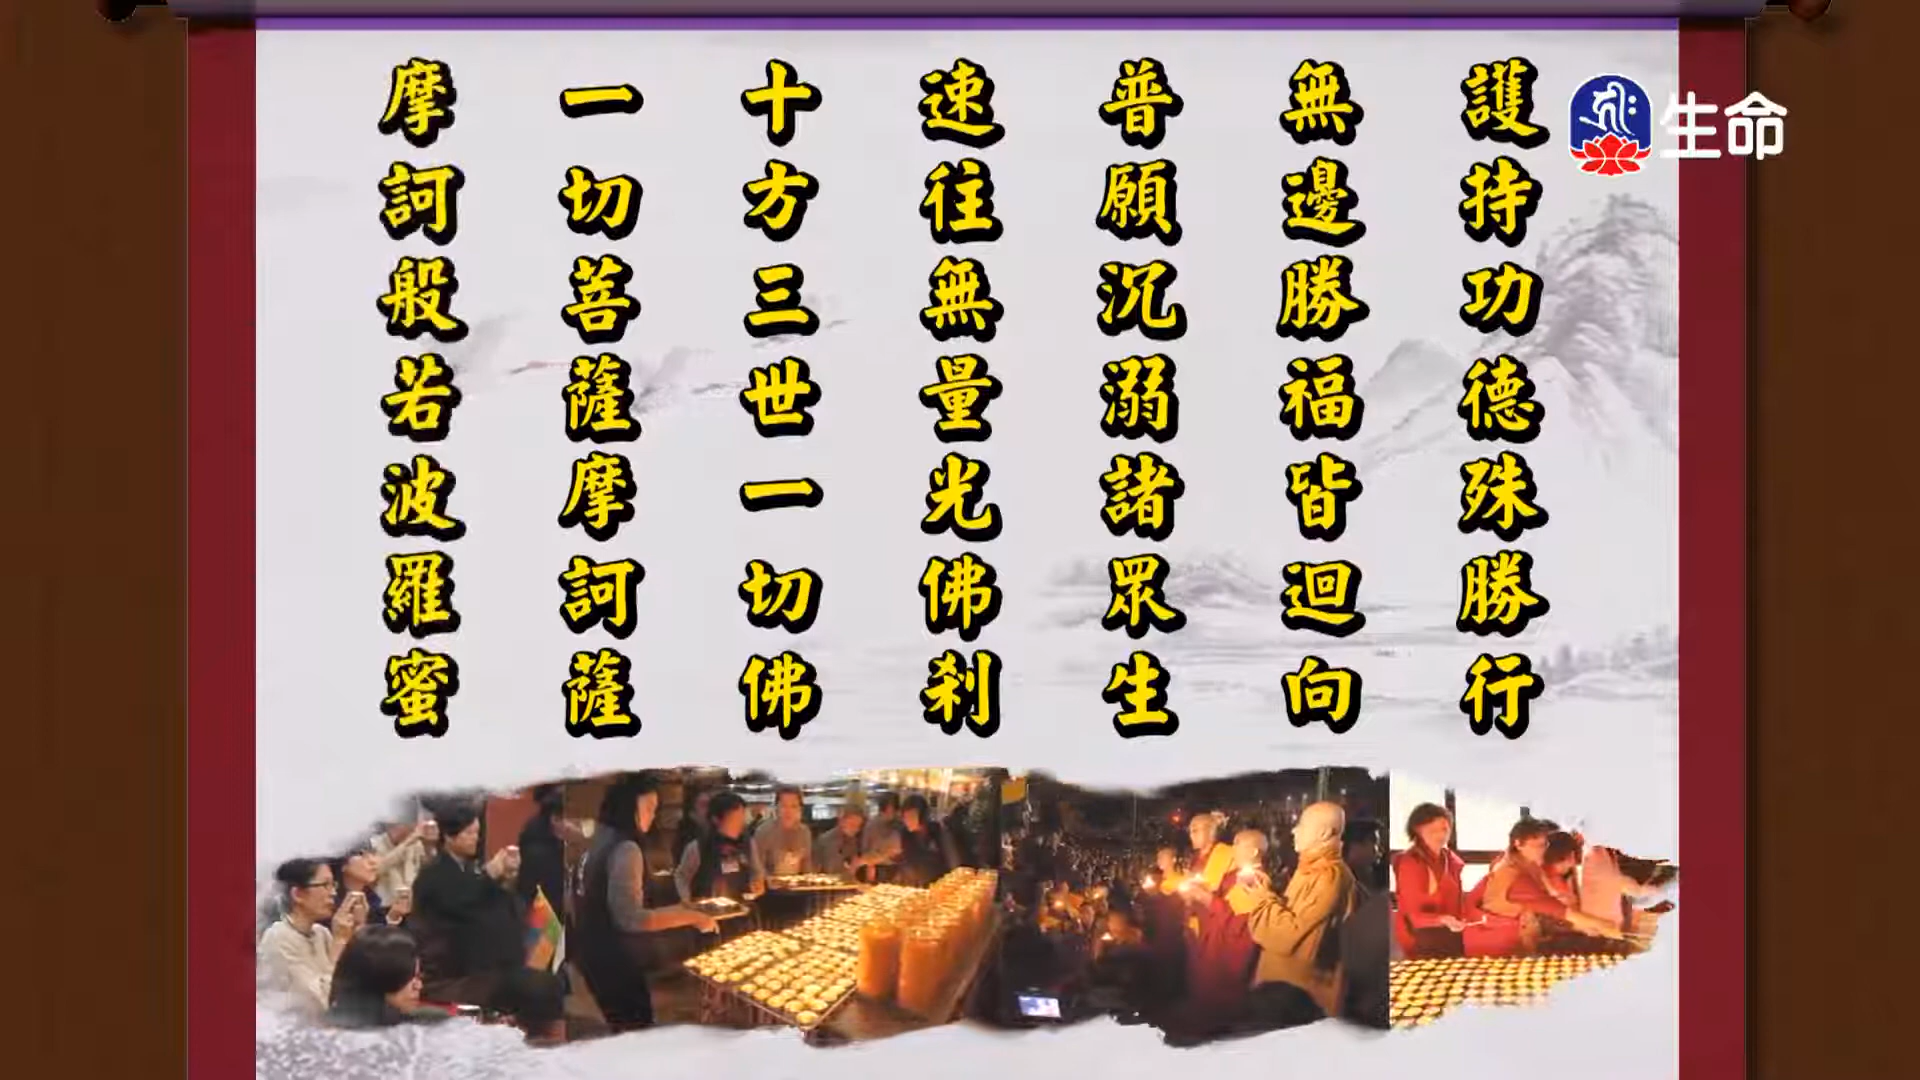 護持功德殊勝行
無邊勝福皆迴向
普願沉溺諸眾生
速往無量光佛剎
十方三世一切佛
一切菩薩摩訶薩
摩訶般若波羅蜜
生命